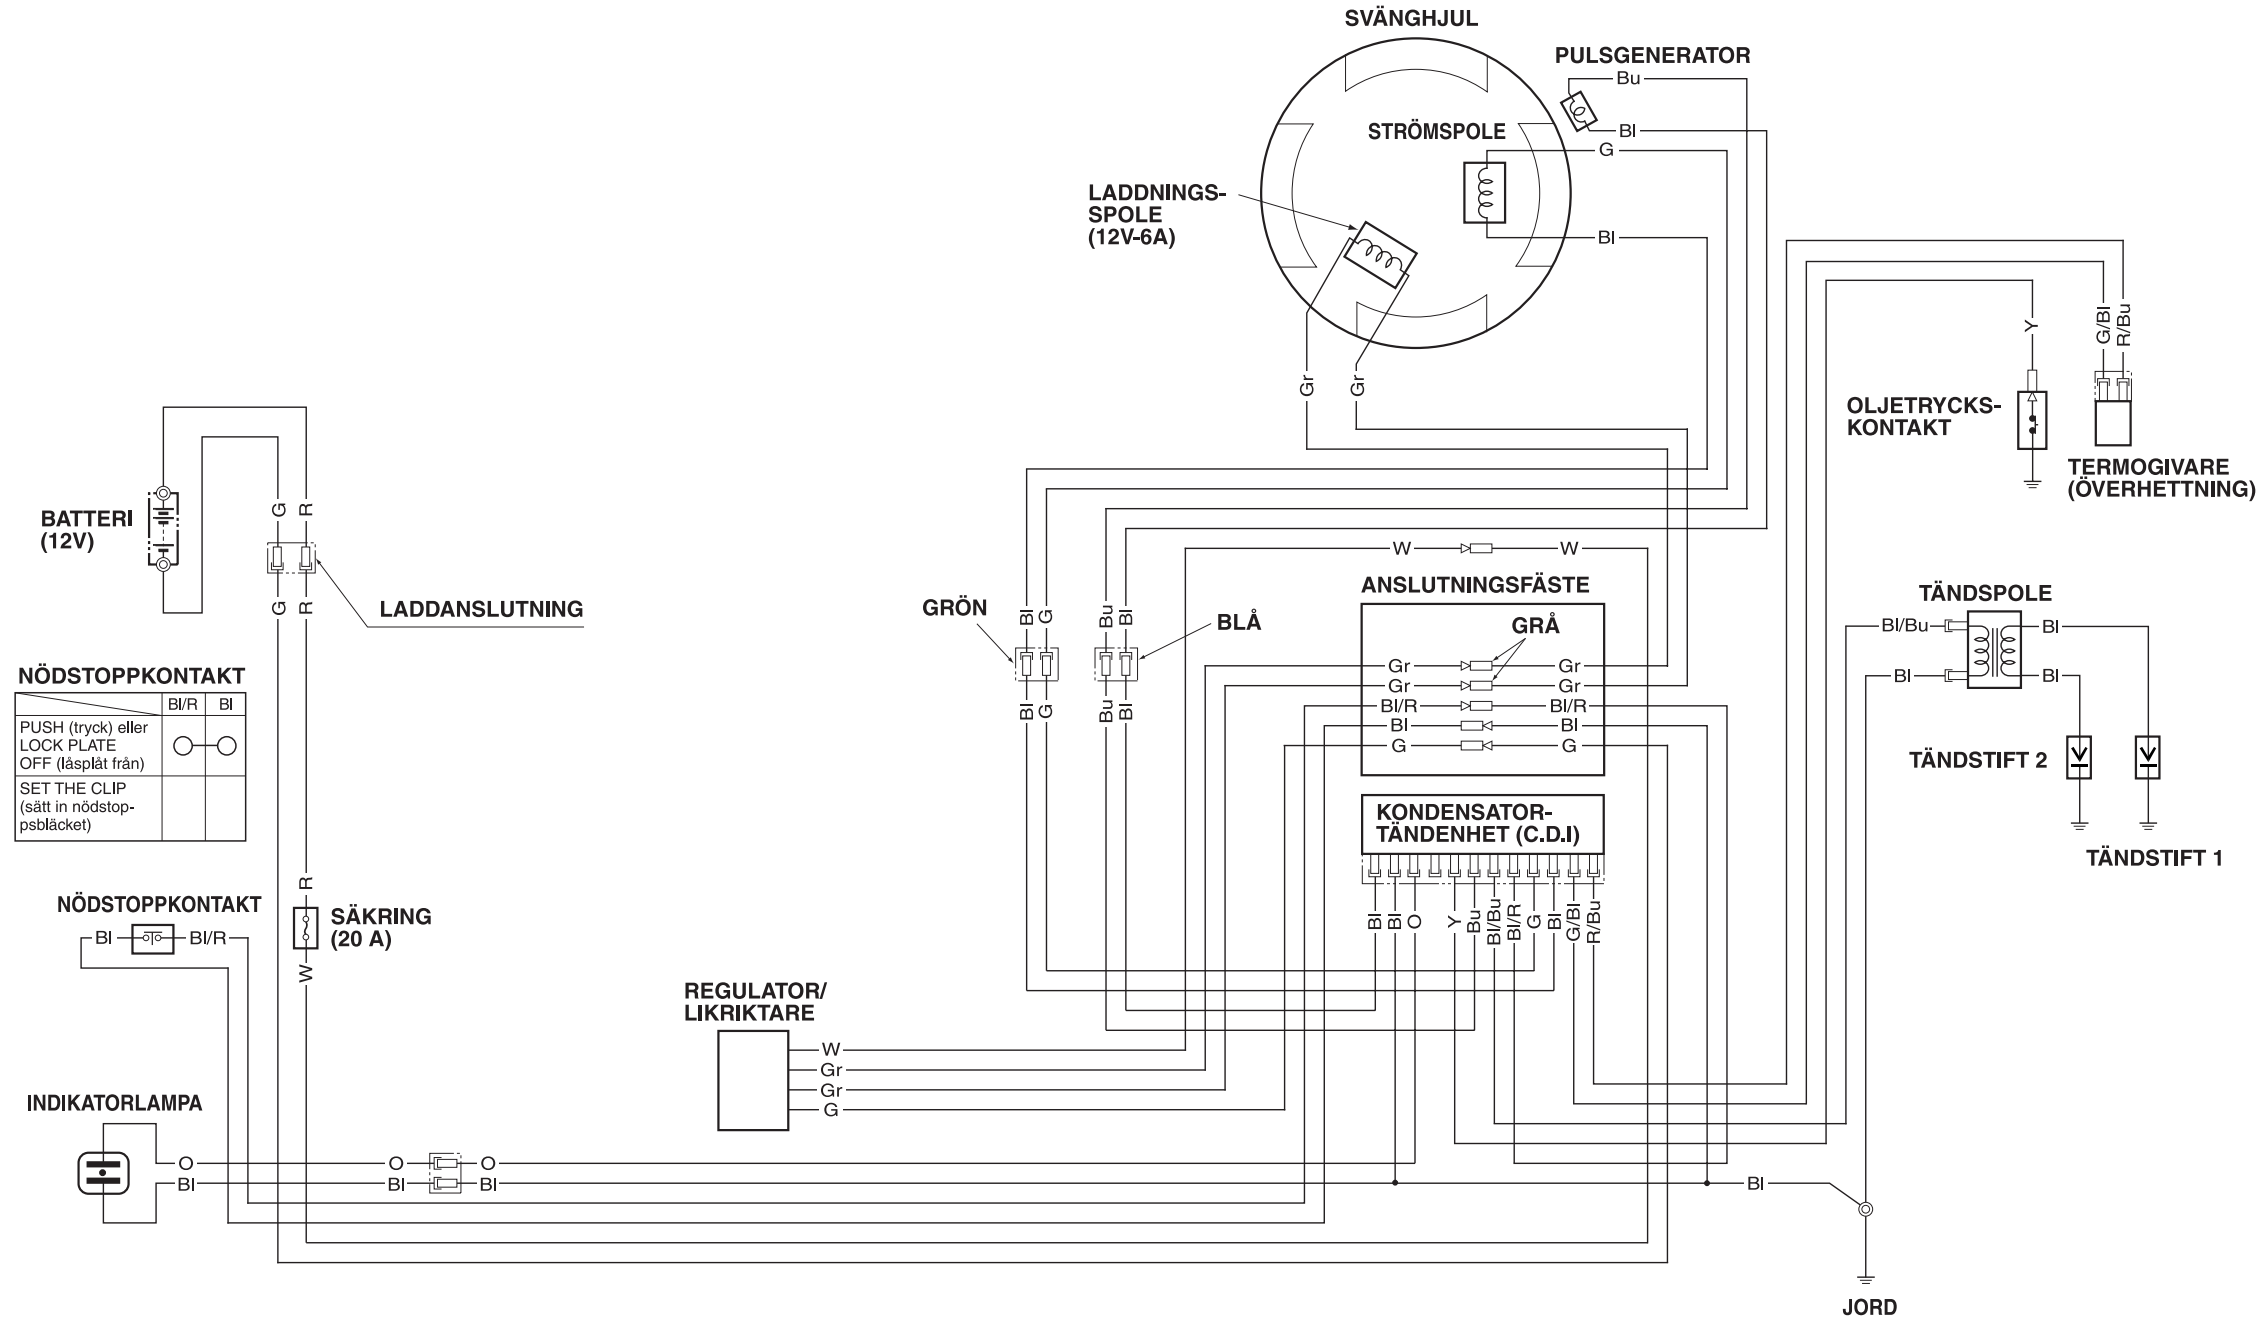 SVÄNGHJUL
PULSGENERATOR
Bu
STRÖMSPOLE
Bl
G
LADDNINGS-
SPOLE
(12V-6A)
Bl
Gr
Gr
Y
G/Bl
R/Bu
OLJETRYCKS-
KONTAKT
TERMOGIVARE
(ÖVERHETTNING)
BATTERI
(12V)
G
R
G
R
LADDANSLUTNING
W
W
ANSLUTNINGSFÄSTE
GRÖN
Bl
G
Bu
Bl
BLÅ
GRÅ
Gr
Gr
Gr
Gr
Bl/R
Bl/R
Bl
Bl
G
G
Bl
G
Bu
Bl
TÄNDSPOLE
Bl/Bu
Bl
Bl
Bl
TÄNDSTIFT 2
TÄNDSTIFT 1
NÖDSTOPPKONTAKT
Bl/R
Bl
PUSH (tryck) eller
LOCK PLATE
OFF (låsplåt från)
SET THE CLIP
(sätt in nödstop-
psbläcket)
KONDENSATOR-
TÄNDENHET (C.D.I)
Bl
Bl
O
Y
Bu
Bl/Bu
Bl/R
G
Bl
G/Bl
R/Bu
R
NÖDSTOPPKONTAKT
Bl
Bl/R
SÄKRING
(20 A)
W
REGULATOR/
LIKRIKTARE
W
Gr
Gr
G
INDIKATORLAMPA
O
O
O
Bl
Bl
Bl
Bl
JORD